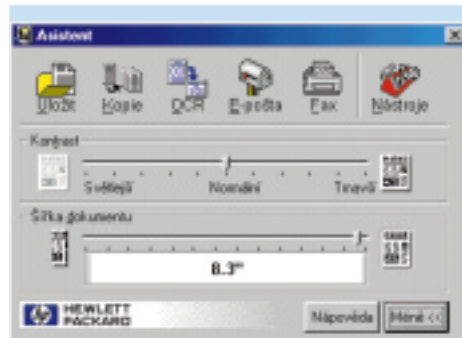 Asistent
Uložit Kopie OCR E-pošta Fax Nástroje
Kontrast
Světlejší Normální Tmavší
Šířka dokumentu
8.3"
hp HEWLETT PACKARD
Nápověda Méně <<